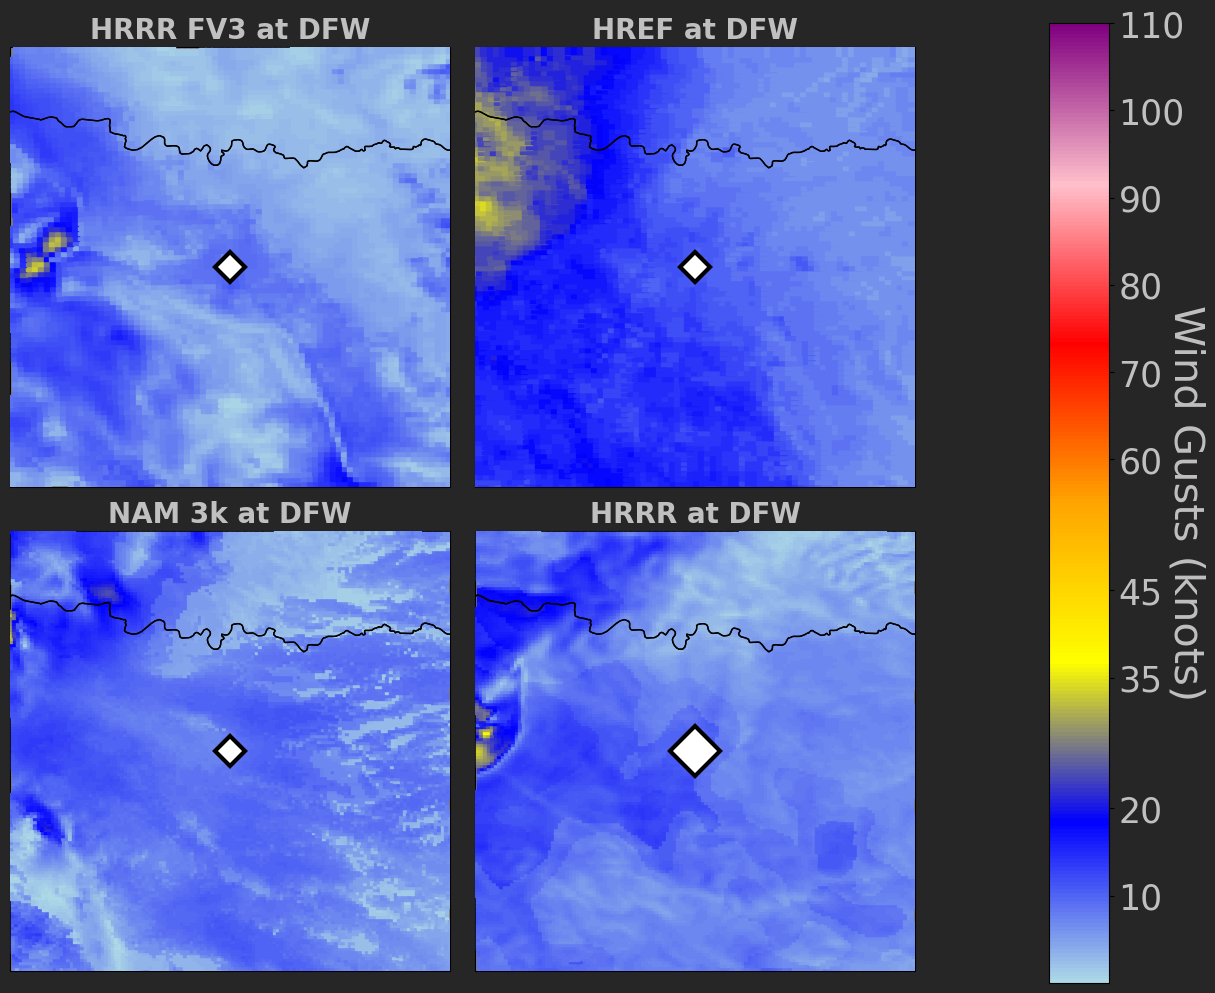 HRRR FV3 at DFW
HREF at DFW
NAM 3k at DFW
HRRR at DFW
110
100
90
80
70
60
45
35
20
10
Wind Gusts (knots)